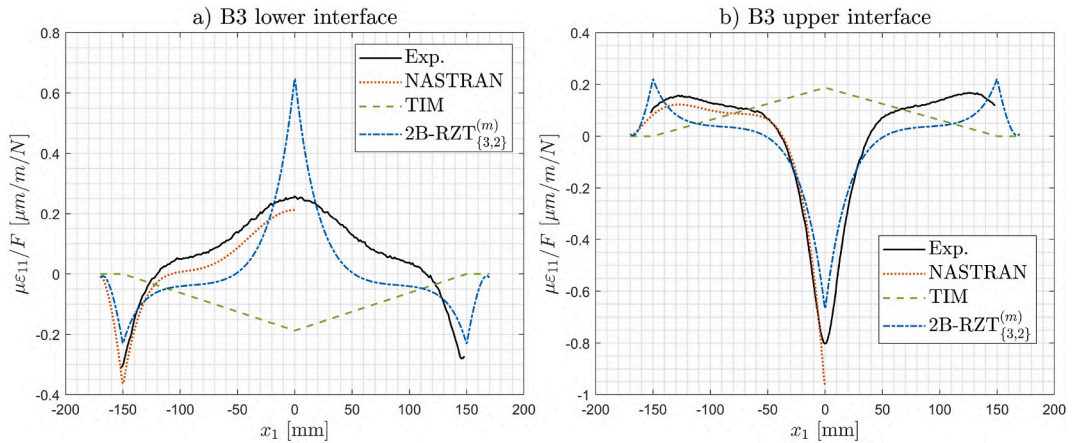 a) B3 lower interface
0.8
0.6
0.4
0.2
0
-0.2
-0.4
με₁₁/F [μm/m/N]
Exp.
NASTRAN
TIM
2B-RZT{3,2}(m)
-200 -150 -100 -50 0 50 100 150 200
x₁ [mm]
b) B3 upper interface
0.4
0.2
0
-0.2
-0.4
-0.6
-0.8
-1
με₁₁/F [μm/m/N]
Exp.
NASTRAN
TIM
2B-RZT{3,2}(m)
-200 -150 -100 -50 0 50 100 150 200
x₁ [mm]